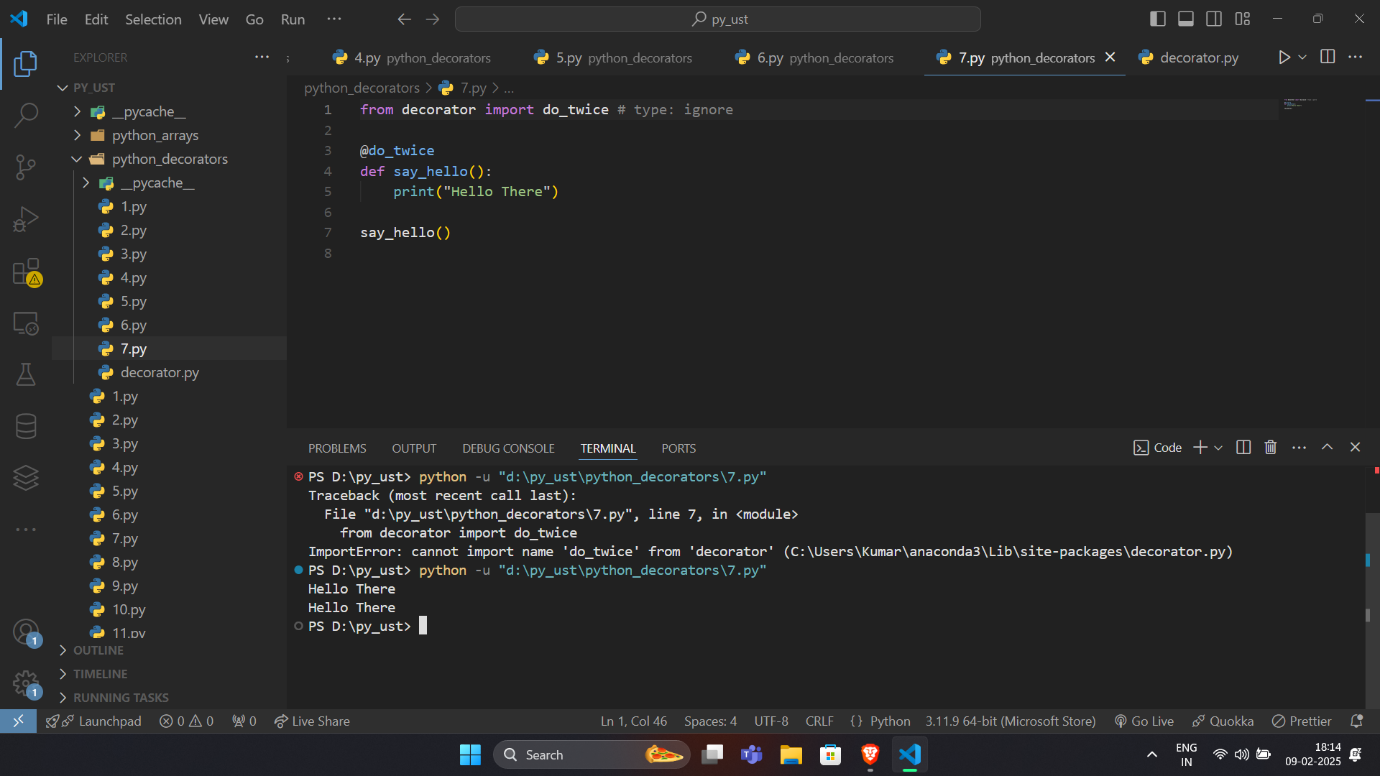 File Edit Selection View Go Run ···
py_ust
EXPLORER ···
4.py python_decorators
5.py python_decorators
6.py python_decorators
7.py python_decorators
decorator.py
PY_UST
__pycache__
python_arrays
python_decorators
__pycache__
1.py
2.py
3.py
4.py
5.py
6.py
7.py
decorator.py
1.py
2.py
3.py
4.py
5.py
6.py
7.py
8.py
9.py
10.py
11.py
OUTLINE
TIMELINE
RUNNING TASKS
1
1
python_decorators > 7.py > ...
1 from decorator import do_twice # type: ignore
2
3 @do_twice
4 def say_hello():
5     print("Hello There")
6
7 say_hello()
8
PROBLEMS OUTPUT DEBUG CONSOLE TERMINAL PORTS
Code
PS D:\py_ust> python -u "d:\py_ust\python_decorators\7.py"
Traceback (most recent call last):
  File "d:\py_ust\python_decorators\7.py", line 7, in <module>
    from decorator import do_twice
ImportError: cannot import name 'do_twice' from 'decorator' (C:\Users\Kumar\anaconda3\Lib\site-packages\decorator.py)
PS D:\py_ust> python -u "d:\py_ust\python_decorators\7.py"
Hello There
Hello There
PS D:\py_ust>
Launchpad 0 0 0 Live Share Ln 1, Col 46 Spaces: 4 UTF-8 CRLF {} Python 3.11.9 64-bit (Microsoft Store) Go Live Quokka Prettier
Search
ENG
IN
18:14
09-02-2025